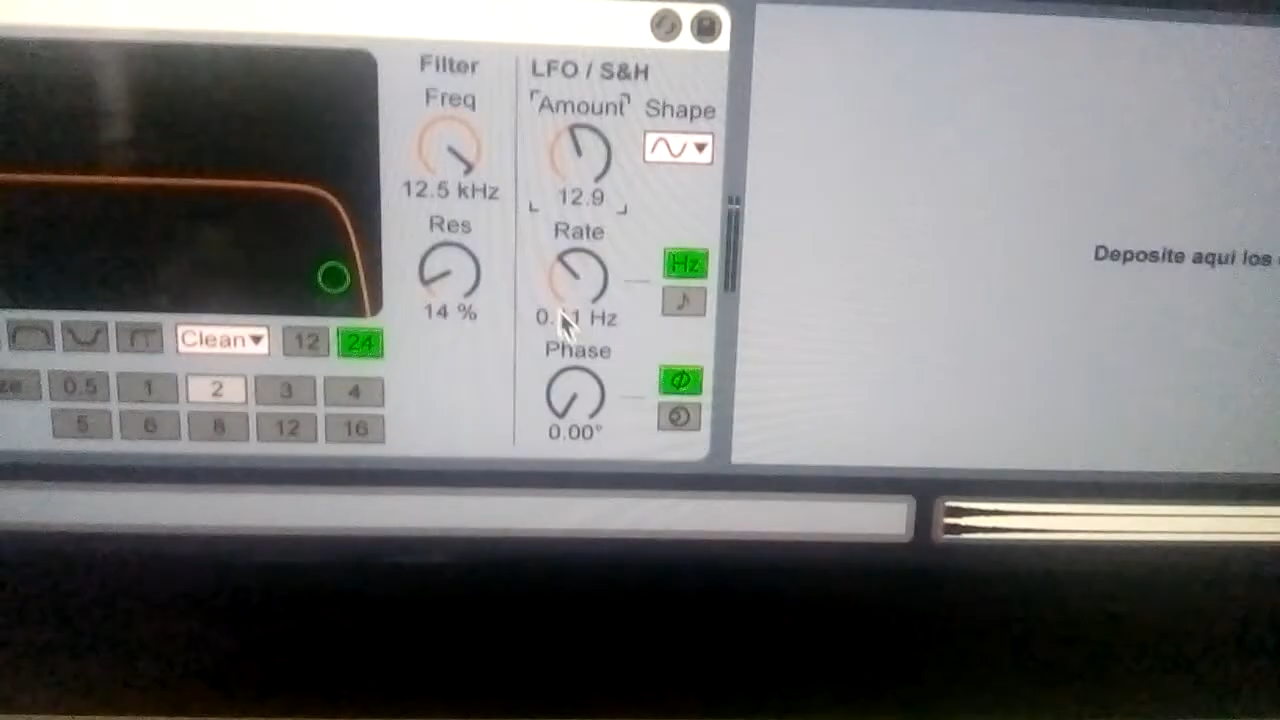 Filter
Freq
12.5 kHz
Res
14 %
LFO / S&H
Amount
12.9
Shape
Rate
Hz
Hz
Phase
0.00°
Clean
12
24
0.5
1
2
3
4
5
6
8
12
16
Deposite aquí los